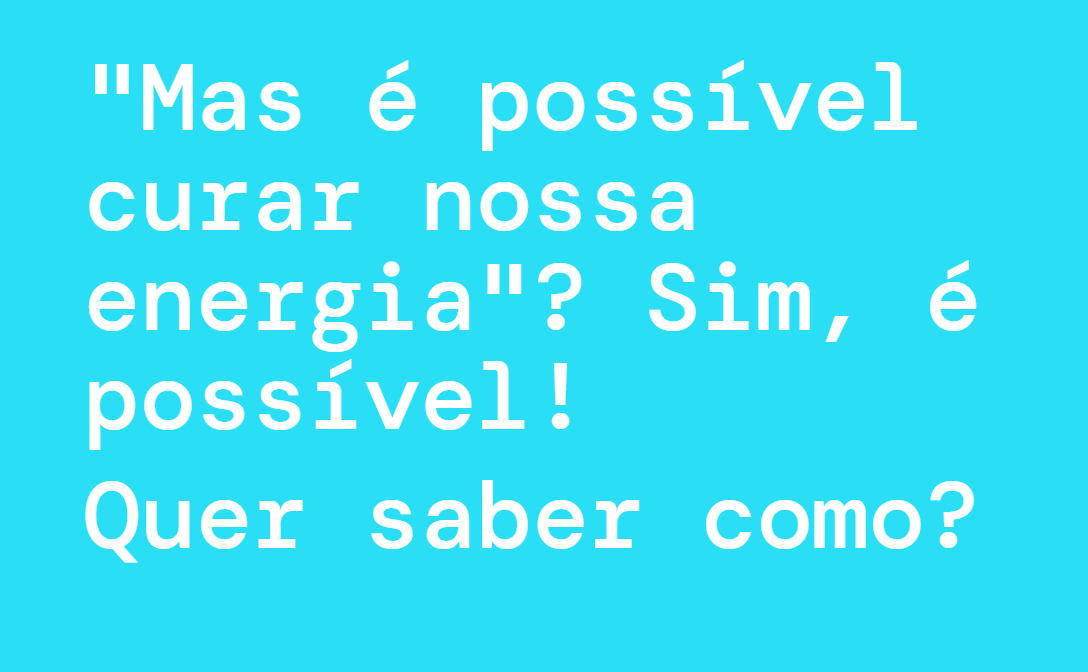 "Mas é possível
curar nossa
energia"? Sim, é
possível!
Quer saber como?